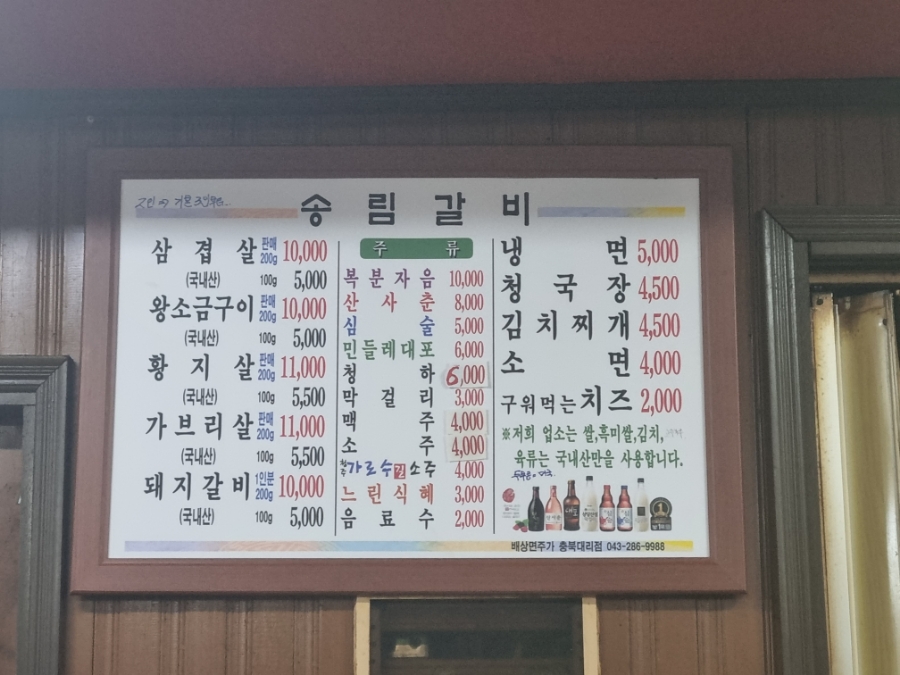 송림갈비
삼겹살 판매 200g 10,000
(국내산) 100g 5,000
왕소금구이 판매 200g 10,000
(국내산) 100g 5,000
황지살 판매 200g 11,000
(국내산) 100g 5,500
가브리살 판매 200g 11,000
(국내산) 100g 5,500
돼지갈비 1인분 200g 10,000
(국내산) 100g 5,000
주류
복분자음 10,000
산사춘 8,000
심술 5,000
민들레대포 6,000
청하 6,000
막걸리 3,000
맥주 4,000
소주 4,000
청주 가로수길 소주 4,000
느린식혜 3,000
음료수 2,000
냉면 5,000
청국장 4,500
김치찌개 4,500
소면 4,000
구워먹는치즈 2,000
※저희 업소는 쌀,흑미쌀,김치,
육류는 국내산만을 사용합니다.
배상면주가 충북대리점 043-286-9988